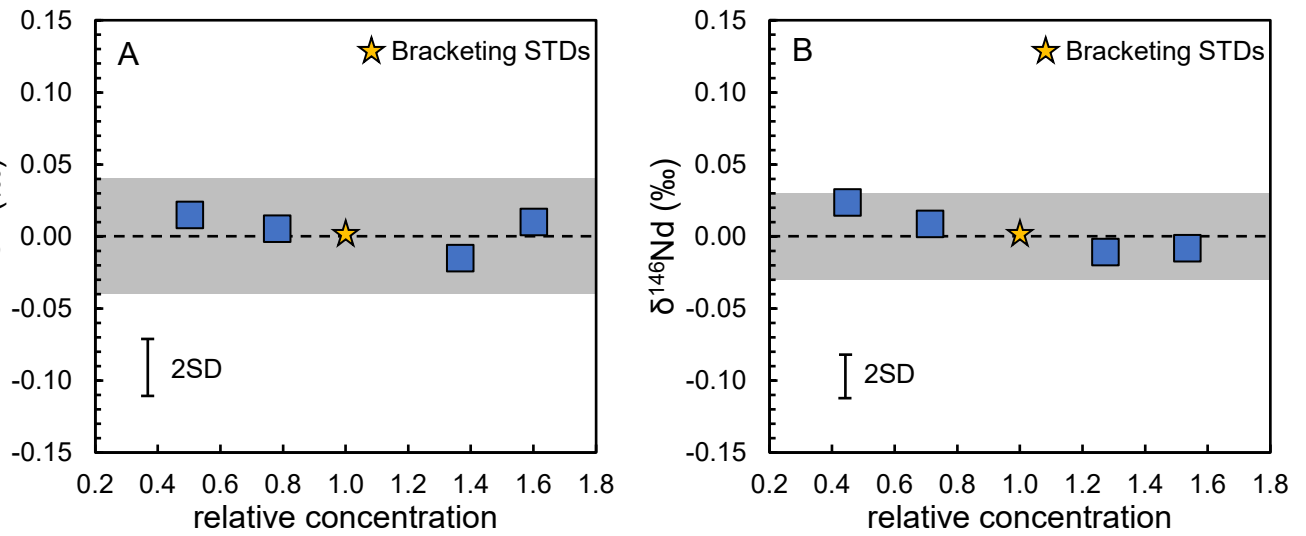 A
★ Bracketing STDs
0.15
0.10
0.05
0.00
-0.05
-0.10
-0.15
2SD
0.2 0.4 0.6 0.8 1.0 1.2 1.4 1.6 1.8
relative concentration
B
★ Bracketing STDs
δ¹⁴⁶Nd (‰)
0.15
0.10
0.05
0.00
-0.05
-0.10
-0.15
2SD
0.2 0.4 0.6 0.8 1.0 1.2 1.4 1.6 1.8
relative concentration